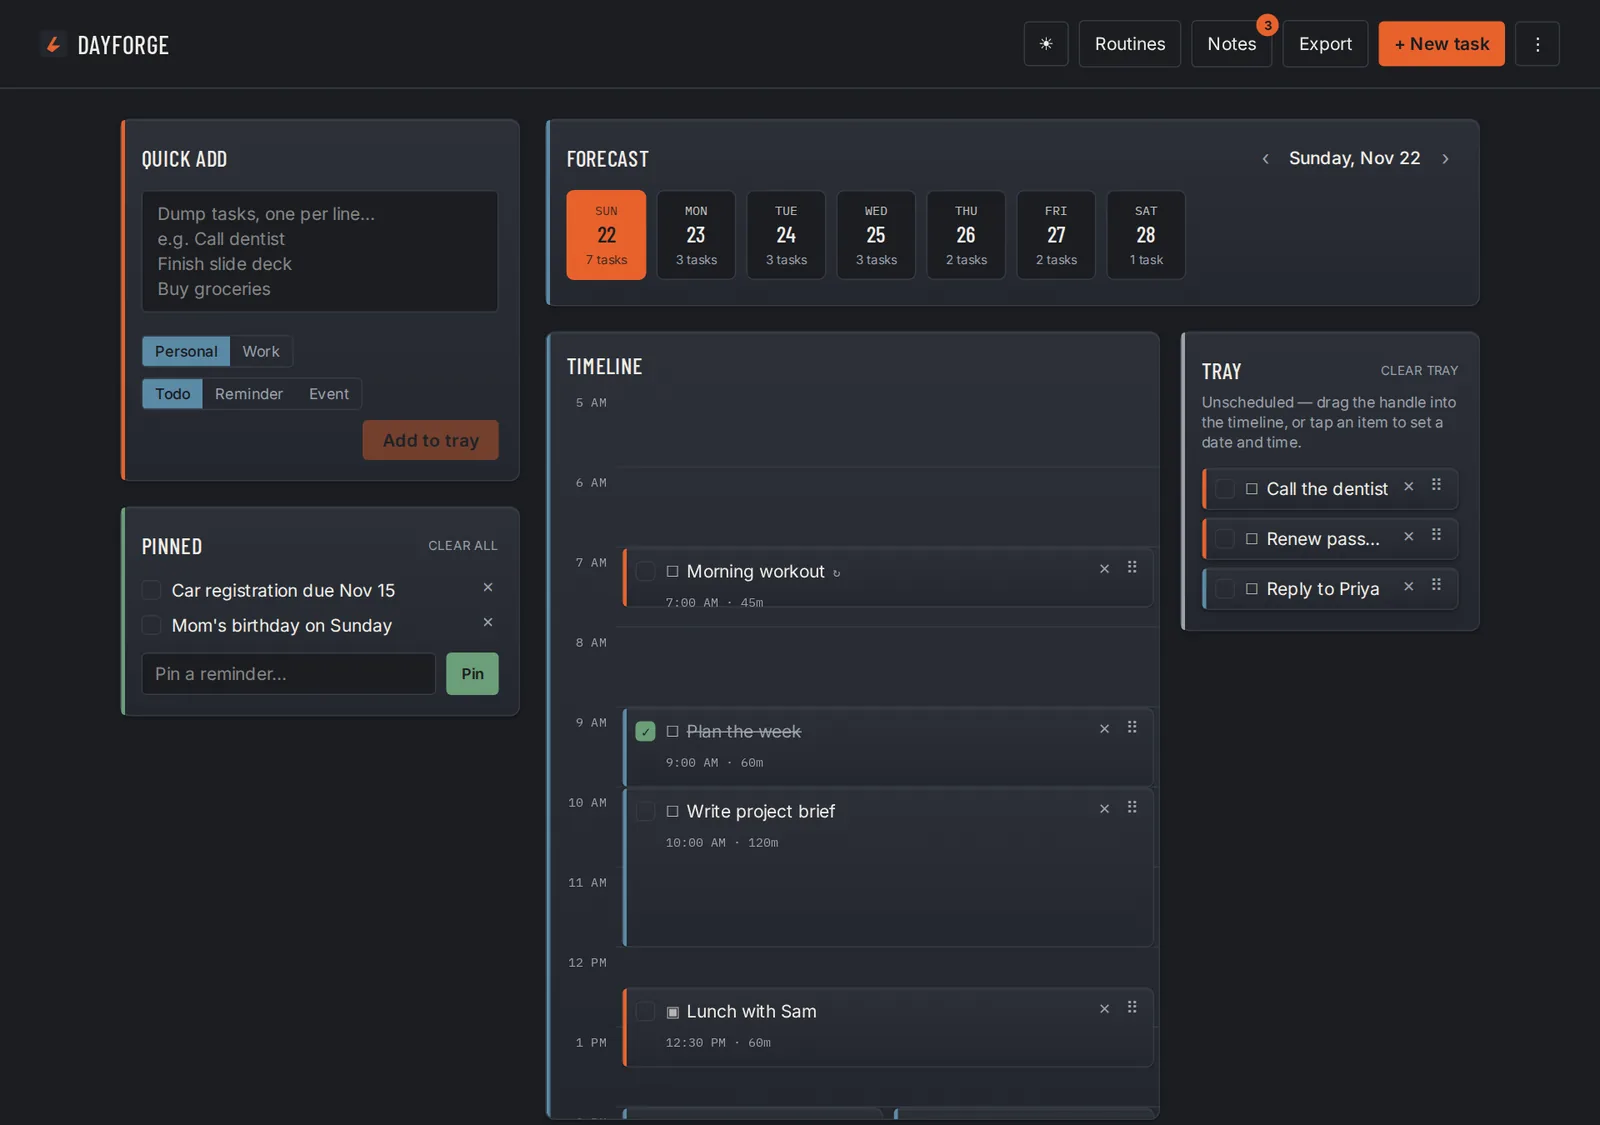 DAYFORGE
Routines
Notes
3
Export
+ New task
QUICK ADD
Dump tasks, one per line...
e.g. Call dentist
Finish slide deck
Buy groceries
Personal Work
Todo Reminder Event
Add to tray
PINNED
CLEAR ALL
Car registration due Nov 15
Mom's birthday on Sunday
Pin a reminder...
Pin
FORECAST
Sunday, Nov 22
SUN
22
7 tasks
MON
23
3 tasks
TUE
24
3 tasks
WED
25
3 tasks
THU
26
2 tasks
FRI
27
2 tasks
SAT
28
1 task
TIMELINE
5 AM
6 AM
7 AM
Morning workout
7:00 AM · 45m
8 AM
9 AM
Plan the week
9:00 AM · 60m
10 AM
Write project brief
10:00 AM · 120m
11 AM
12 PM
Lunch with Sam
12:30 PM · 60m
1 PM
TRAY
CLEAR TRAY
Unscheduled — drag the handle into
the timeline, or tap an item to set a
date and time.
Call the dentist
Renew pass...
Reply to Priya